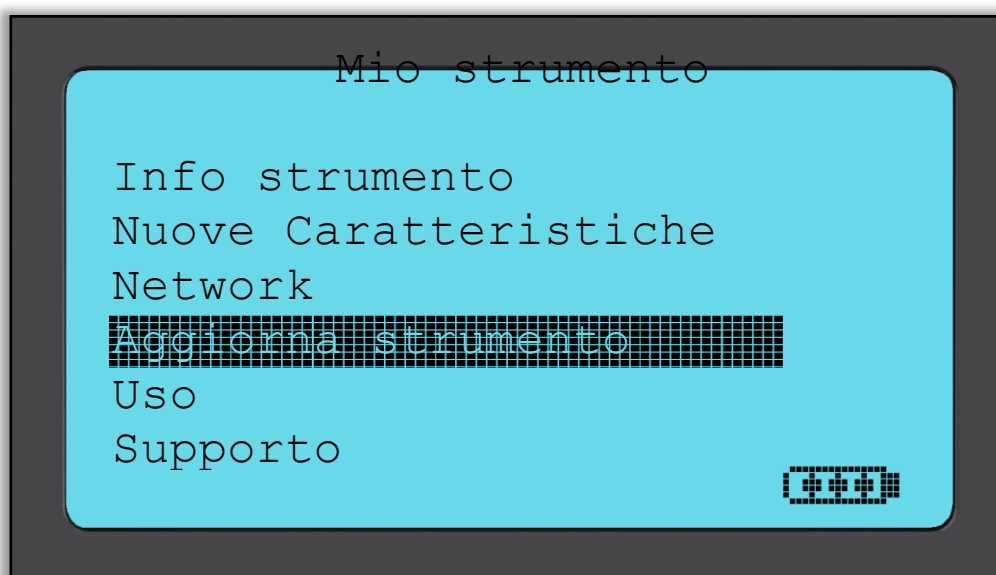 Mio strumento
Info strumento
Nuove Caratteristiche
Network
Aggiorna strumento
Uso
Supporto